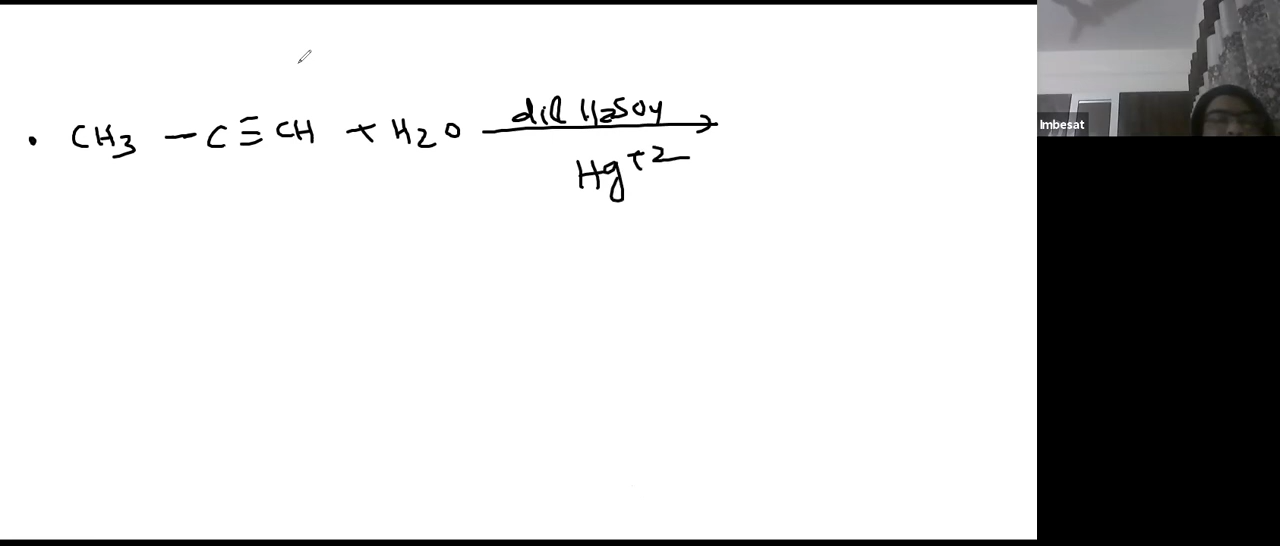 dil H2SO4
• CH3 — C ≡ CH + H2O ⟶
Hg+2
Imbesat